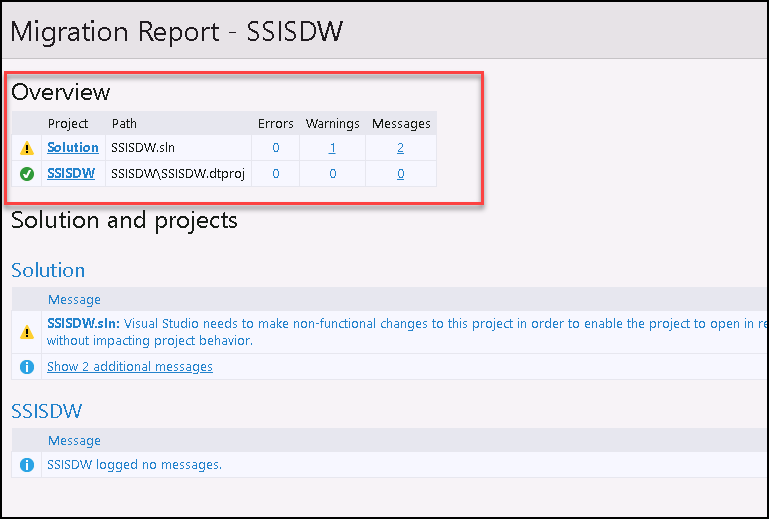 Migration Report - SSISDW
Overview
Project Path Errors Warnings Messages
Solution SSISDW.sln 0 1 2
SSISDW SSISDW\SSISDW.dtproj 0 0 0
Solution and projects
Solution
Message
SSISDW.sln: Visual Studio needs to make non-functional changes to this project in order to enable the project to open in
without impacting project behavior.
Show 2 additional messages
SSISDW
Message
SSISDW logged no messages.